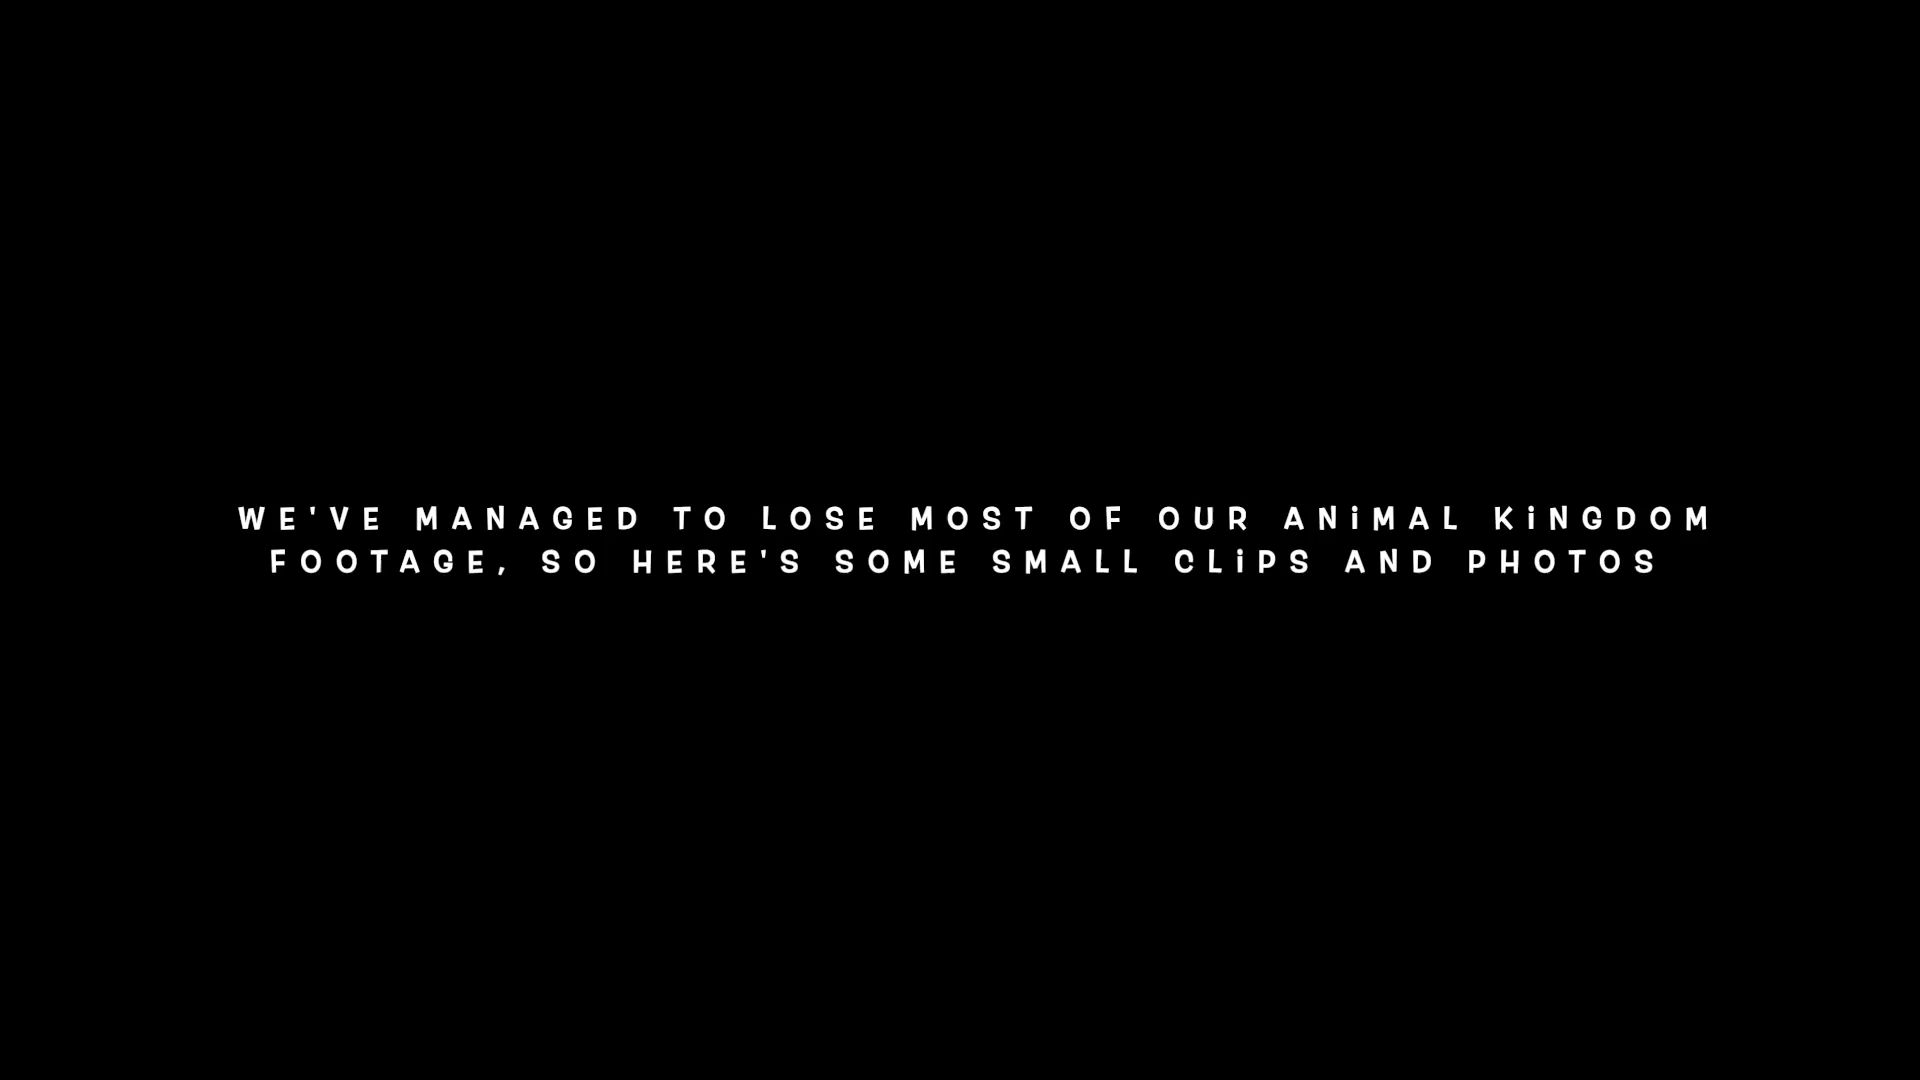 WE'VE MANAGED TO LOSE MOST OF OUR ANiMAL KiNGDOM
FOOTAGE, SO HERE'S SOME SMALL CLiPS AND PHOTOS